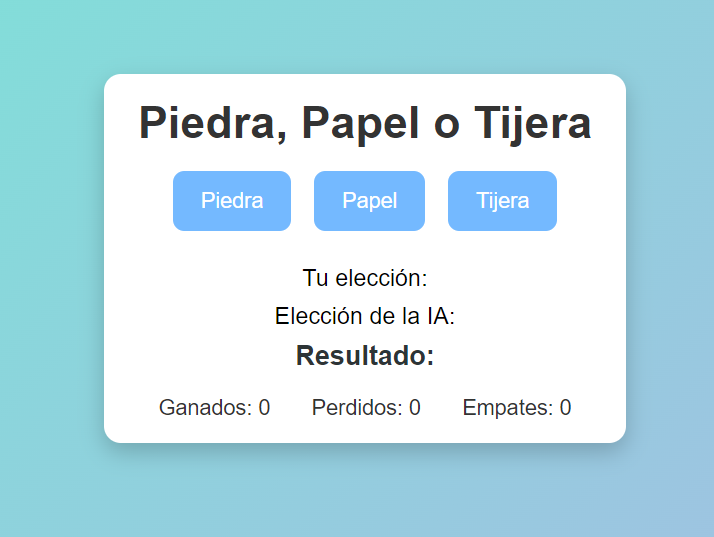 Piedra, Papel o Tijera
Piedra Papel Tijera
Tu elección:
Elección de la IA:
Resultado:
Ganados: 0 Perdidos: 0 Empates: 0